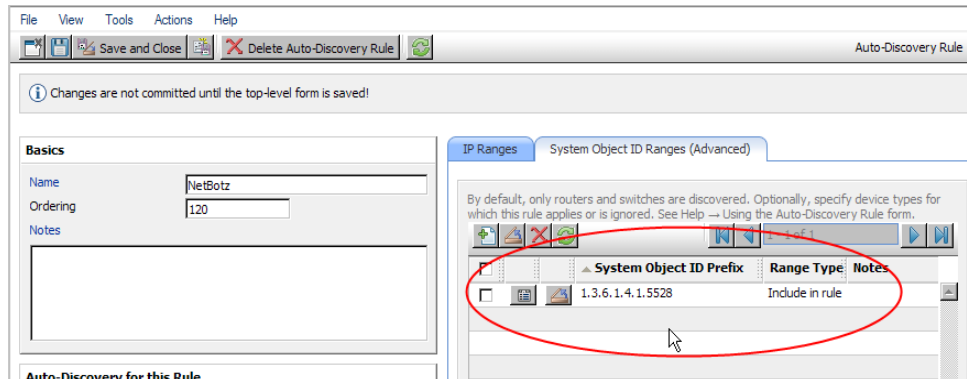 File View Tools Actions Help
Save and Close Delete Auto-Discovery Rule Auto-Discovery Rule
Changes are not committed until the top-level form is saved!
Basics
Name NetBotz
Ordering 120
Notes
Auto-Discovery for this Rule
IP Ranges System Object ID Ranges (Advanced)
By default, only routers and switches are discovered. Optionally, specify device types for
which this rule applies or is ignored. See Help → Using the Auto-Discovery Rule form.
1 - 1 of 1
System Object ID Prefix Range Type Notes
1.3.6.1.4.1.5528 Include in rule